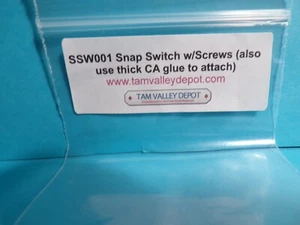 SSW001 Snap Switch w/Screws (also
use thick CA glue to attach)
www.tamvalleydepot.com
TAM VALLEY DEPOT